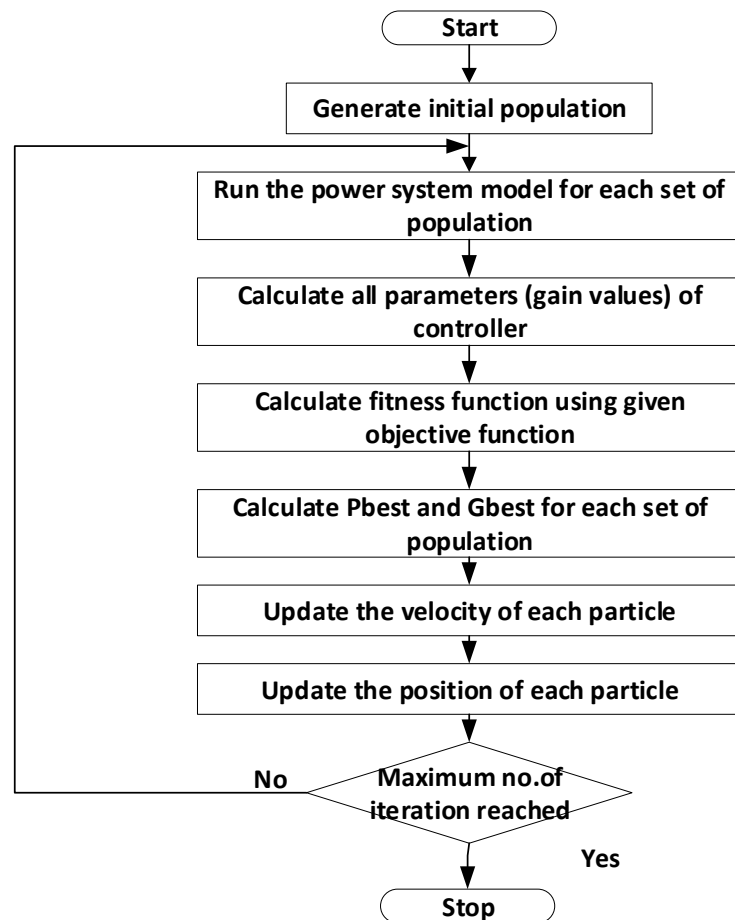 Start
Generate initial population
Run the power system model for each set of
population
Calculate all parameters (gain values) of
controller
Calculate fitness function using given
objective function
Calculate Pbest and Gbest for each set of
population
Update the velocity of each particle
Update the position of each particle
No
Maximum no.of
iteration reached
Yes
Stop